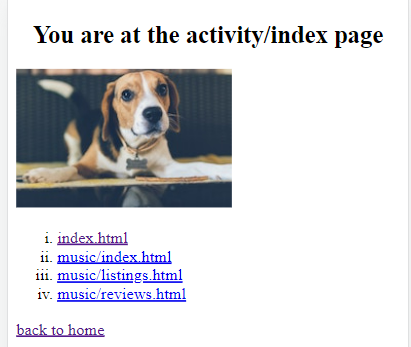 You are at the activity/index page
i. index.html
ii. music/index.html
iii. music/listings.html
iv. music/reviews.html
back to home